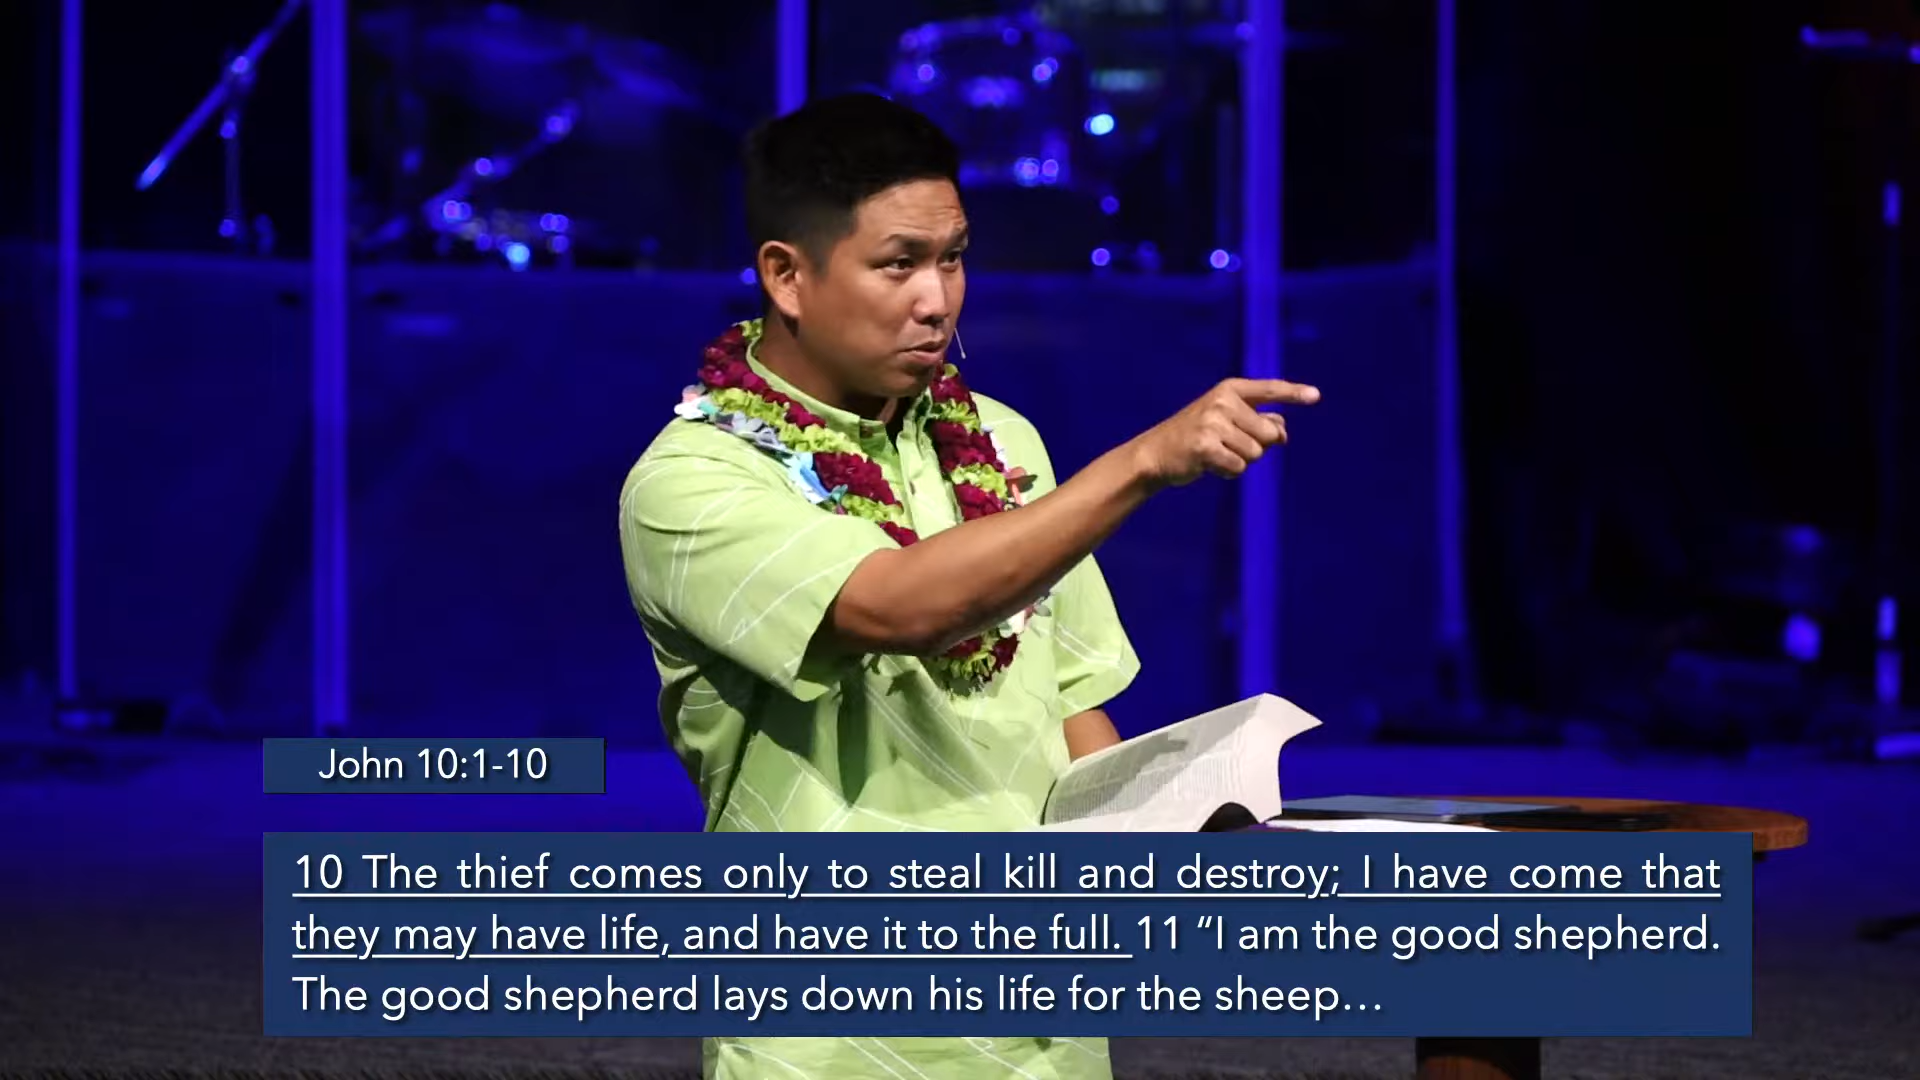 John 10:1-10
10 The thief comes only to steal kill and destroy; I have come that
they may have life, and have it to the full. 11 “I am the good shepherd.
The good shepherd lays down his life for the sheep…